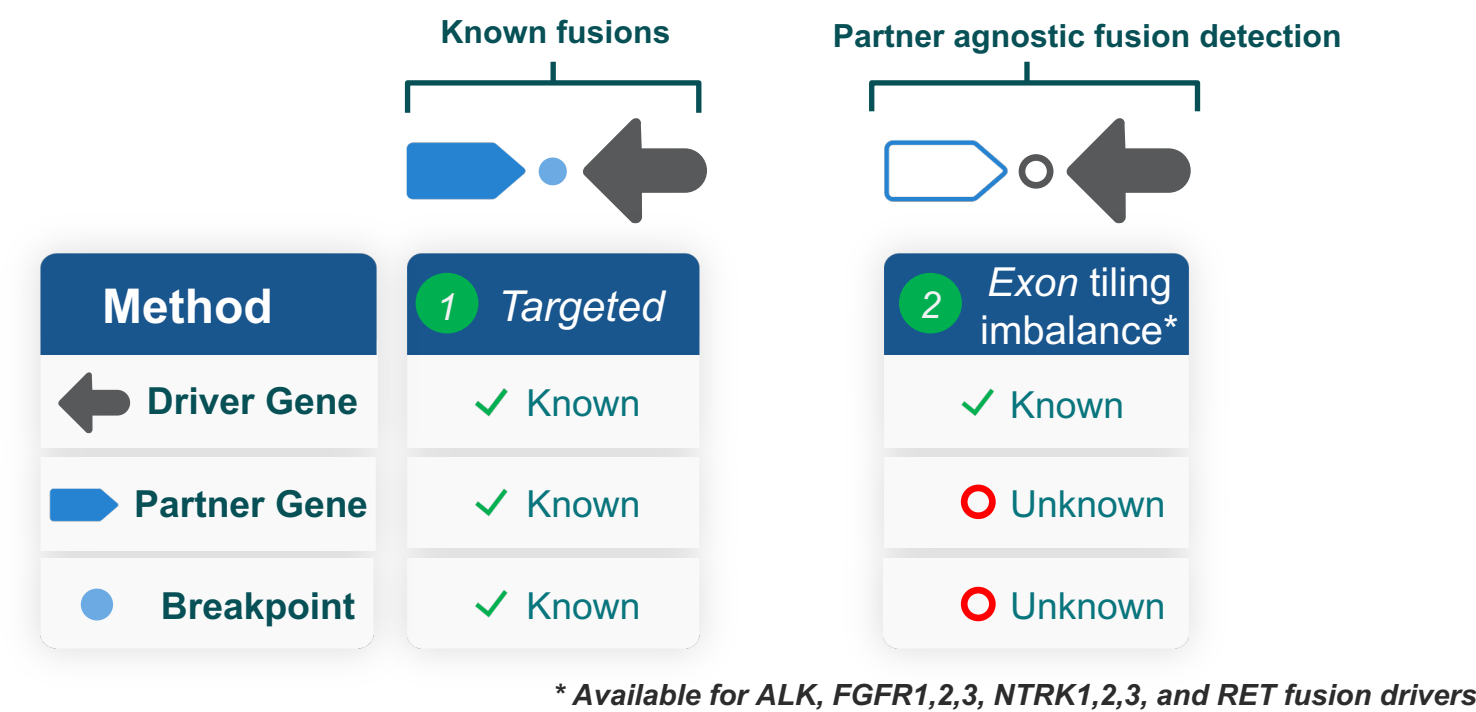 Known fusions
Partner agnostic fusion detection
Method
1 Targeted
2 Exon tiling
imbalance*
Driver Gene
Known
Known
Partner Gene
Known
Unknown
Breakpoint
Known
Unknown
* Available for ALK, FGFR1,2,3, NTRK1,2,3, and RET fusion drivers